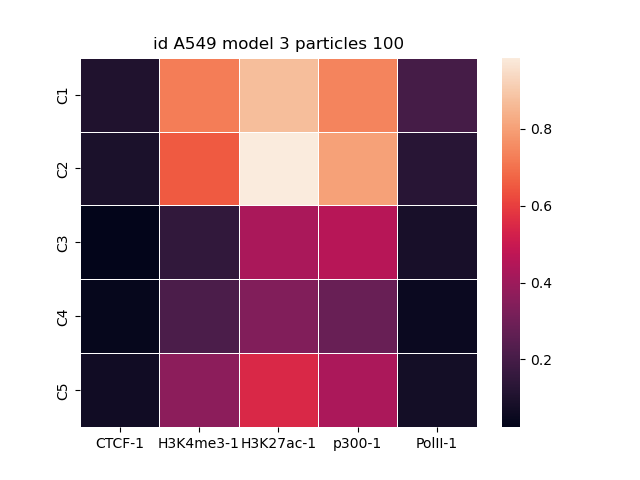 id A549 model 3 particles 100
C1
C2
C3
C4
C5
CTCF-1 H3K4me3-1 H3K27ac-1 p300-1 PolII-1
0.8
0.6
0.4
0.2